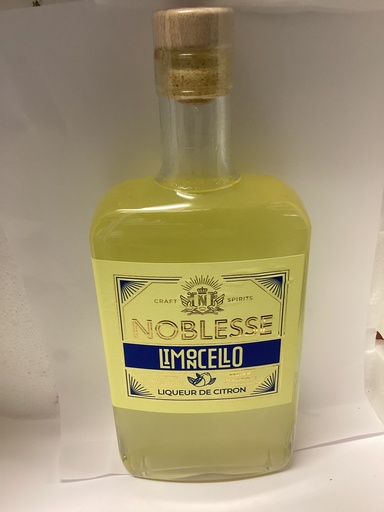 CRAFT SPIRITS
N
NOBLESSE
LIMONCELLO
LIQUEUR DE CITRON